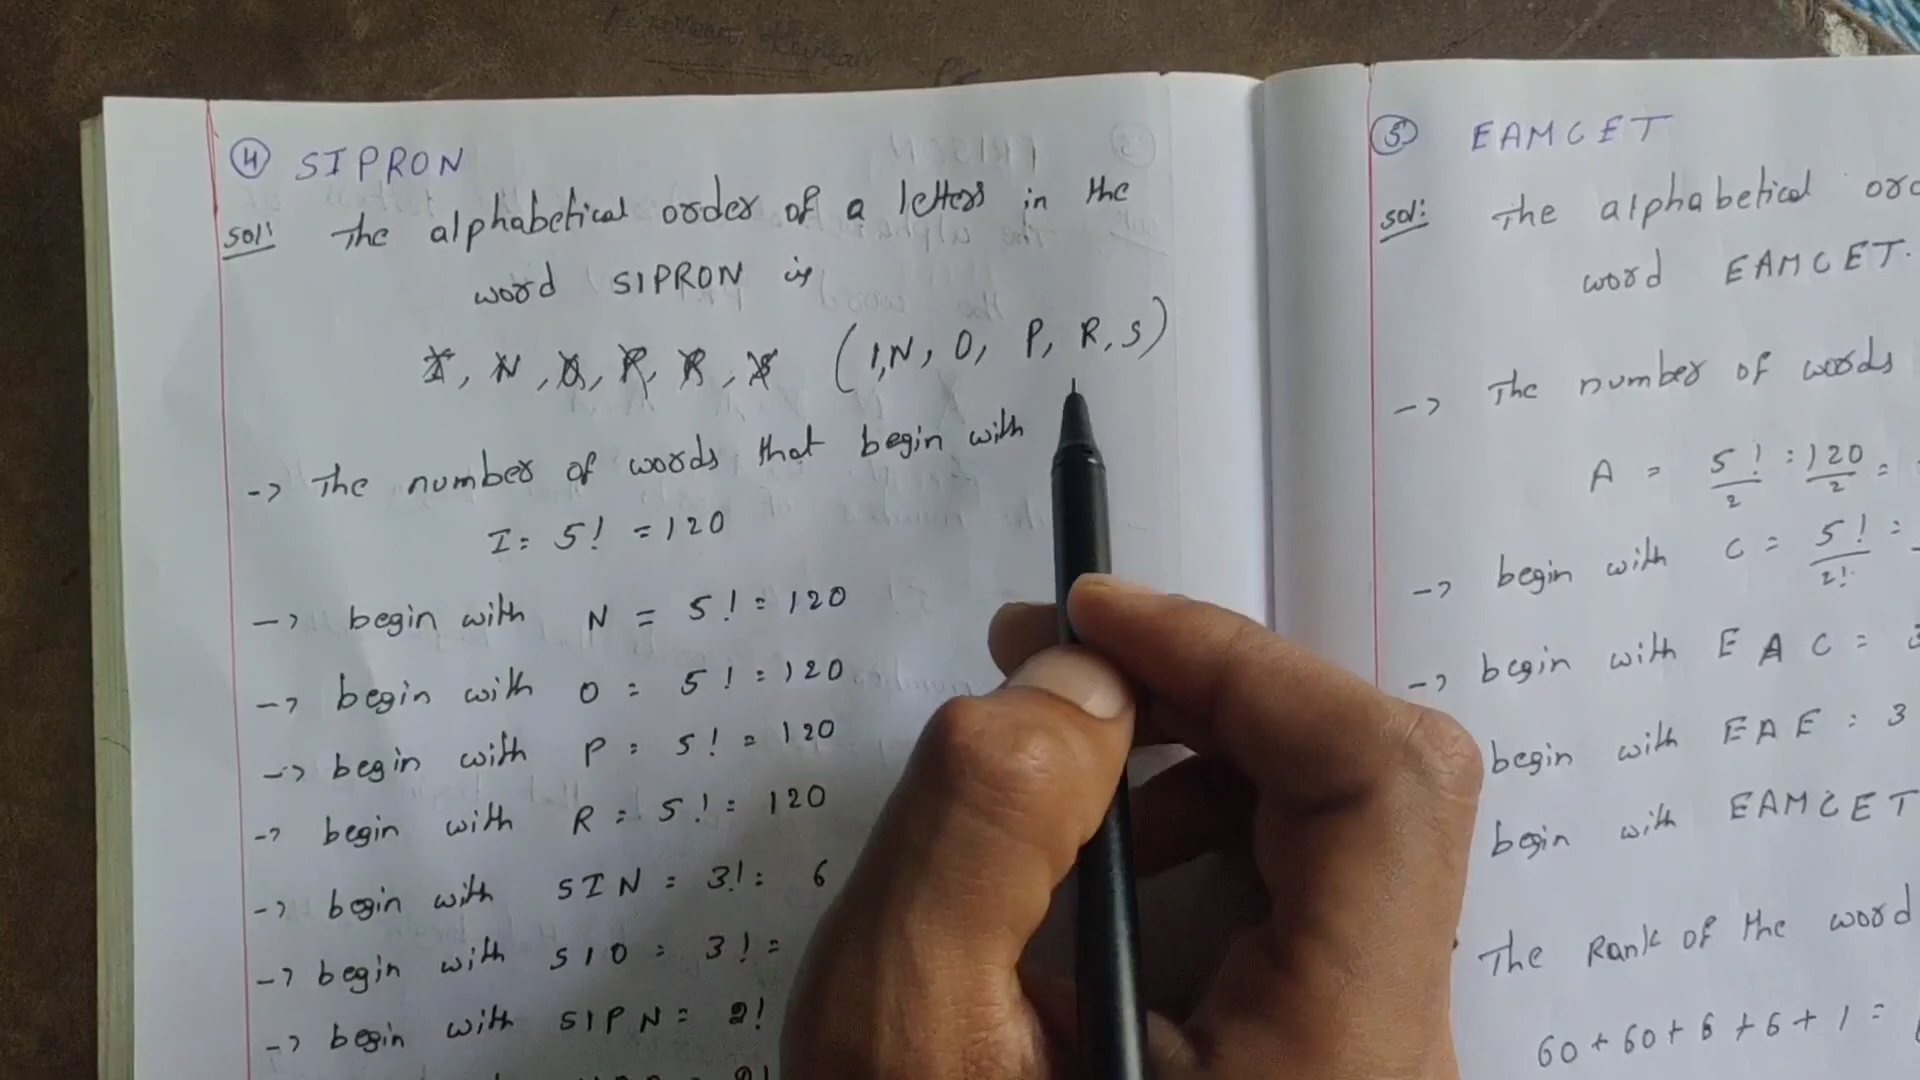 4 SIPRON
Sol: The alphabetical order of a letters in the
word SIPRON is
I, N, O, P, R, S (I, N, O, P, R, S)
-> The number of words that begin with
I = 5! = 120
-> begin with N = 5! = 120
-> begin with O = 5! = 120
-> begin with P = 5! = 120
-> begin with R = 5! = 120
-> begin with SIN = 3! = 6
-> begin with SIO = 3! =
-> begin with SIPN = 2!
5 EAMCET
Sol: The alphabetical
word EAMCET.
-> The number of words
A = 5!/2 = 120/2 =
-> begin with C = 5!/2! =
-> begin with EAC = 3
begin with EAE = 3
begin with EAMCET
The Rank of the word
60 + 60 + 6 + 6 + 1 =